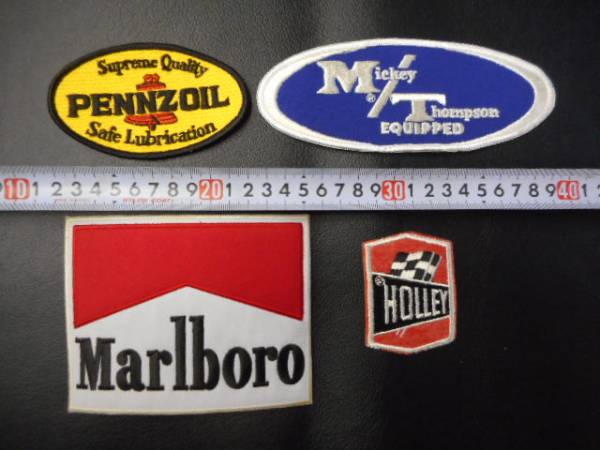 Supreme Quality
PENNZOIL
Safe Lubrication
Mickey
Thompson
EQUIPPED
10 1 2 3 4 5 6 7 8 9 20 1 2 3 4 5 6 7 8 9 30 1 2 3 4 5 6 7 8 9 40 1
Marlboro
HOLLEY